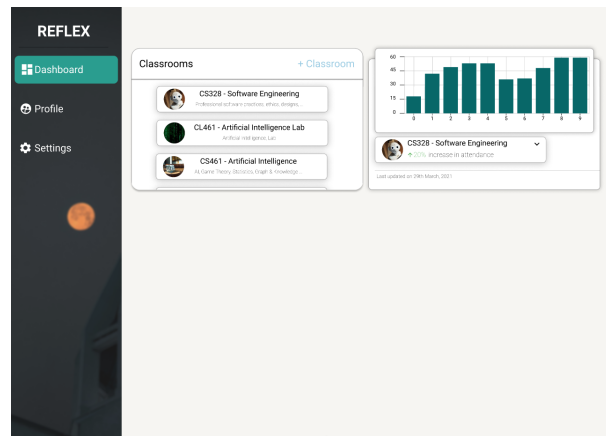 REFLEX
Dashboard
Profile
Settings
Classrooms
+ Classroom
CS328 - Software Engineering
Professional software practices, ethics, designs,...
CL461 - Artificial Intelligence Lab
Artificial Intelligence, Lab
CS461 - Artificial Intelligence
AI, Game Theory, Statistics, Graph & Knowledge...
60
45
30
15
0
0 1 2 3 4 5 6 7 8 9
CS328 - Software Engineering
20% increase in attendance
Last updated on 29th March, 2021